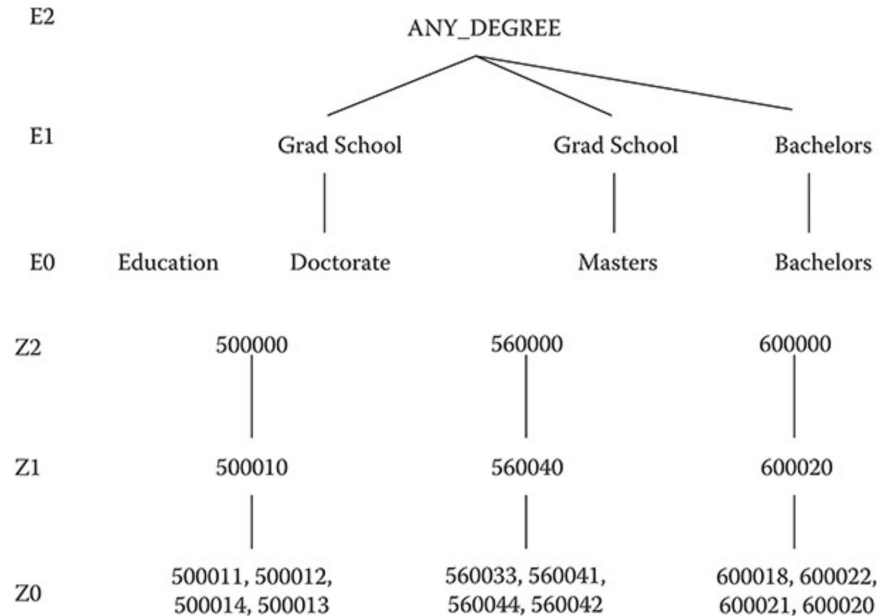 E2 ANY_DEGREE
E1 Grad School Grad School Bachelors
E0 Education Doctorate Masters Bachelors
Z2 500000 560000 600000
Z1 500010 560040 600020
500011, 500012, 560033, 560041, 600018, 600022,
Z0 500014, 500013 560044, 560042 600021, 600020